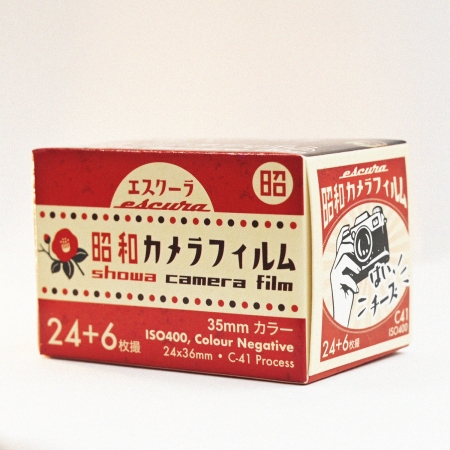 エスクーラ
escura
昭
昭和カメラフィルム
showa camera film
24+6枚撮
35mm カラー
ISO400, Colour Negative
24x36mm • C-41 Process
escura
昭和カメラフィルム
はい、
チーズ
C-41
ISO400
24+6枚撮